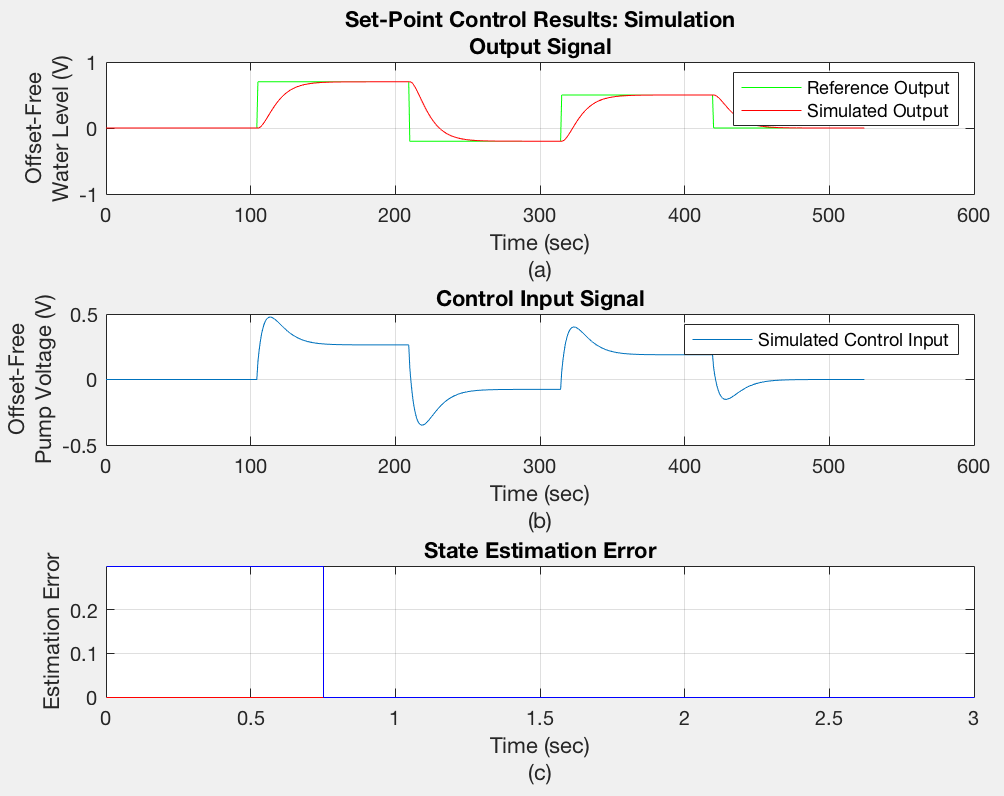 Set-Point Control Results: Simulation
Output Signal
Offset-Free
Water Level (V)
1
0
-1
Reference Output
Simulated Output
0 100 200 300 400 500 600
Time (sec)
(a)
Control Input Signal
Offset-Free
Pump Voltage (V)
0.5
0
-0.5
Simulated Control Input
0 100 200 300 400 500 600
Time (sec)
(b)
State Estimation Error
Estimation Error
0.2
0.1
0
0 0.5 1 1.5 2 2.5 3
Time (sec)
(c)